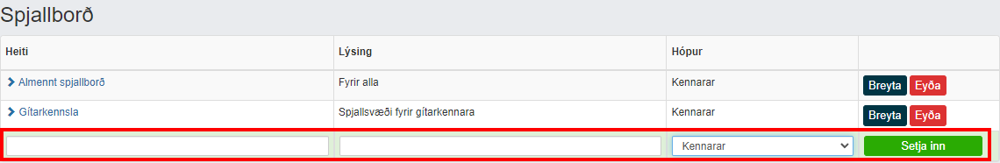 Spjallborð
Heiti Lýsing Hópur
Almennt spjallborð Fyrir alla Kennarar Breyta Eyða
Gítarkennsla Spjallsvæði fyrir gítarkennara Kennarar Breyta Eyða
Kennarar Setja inn